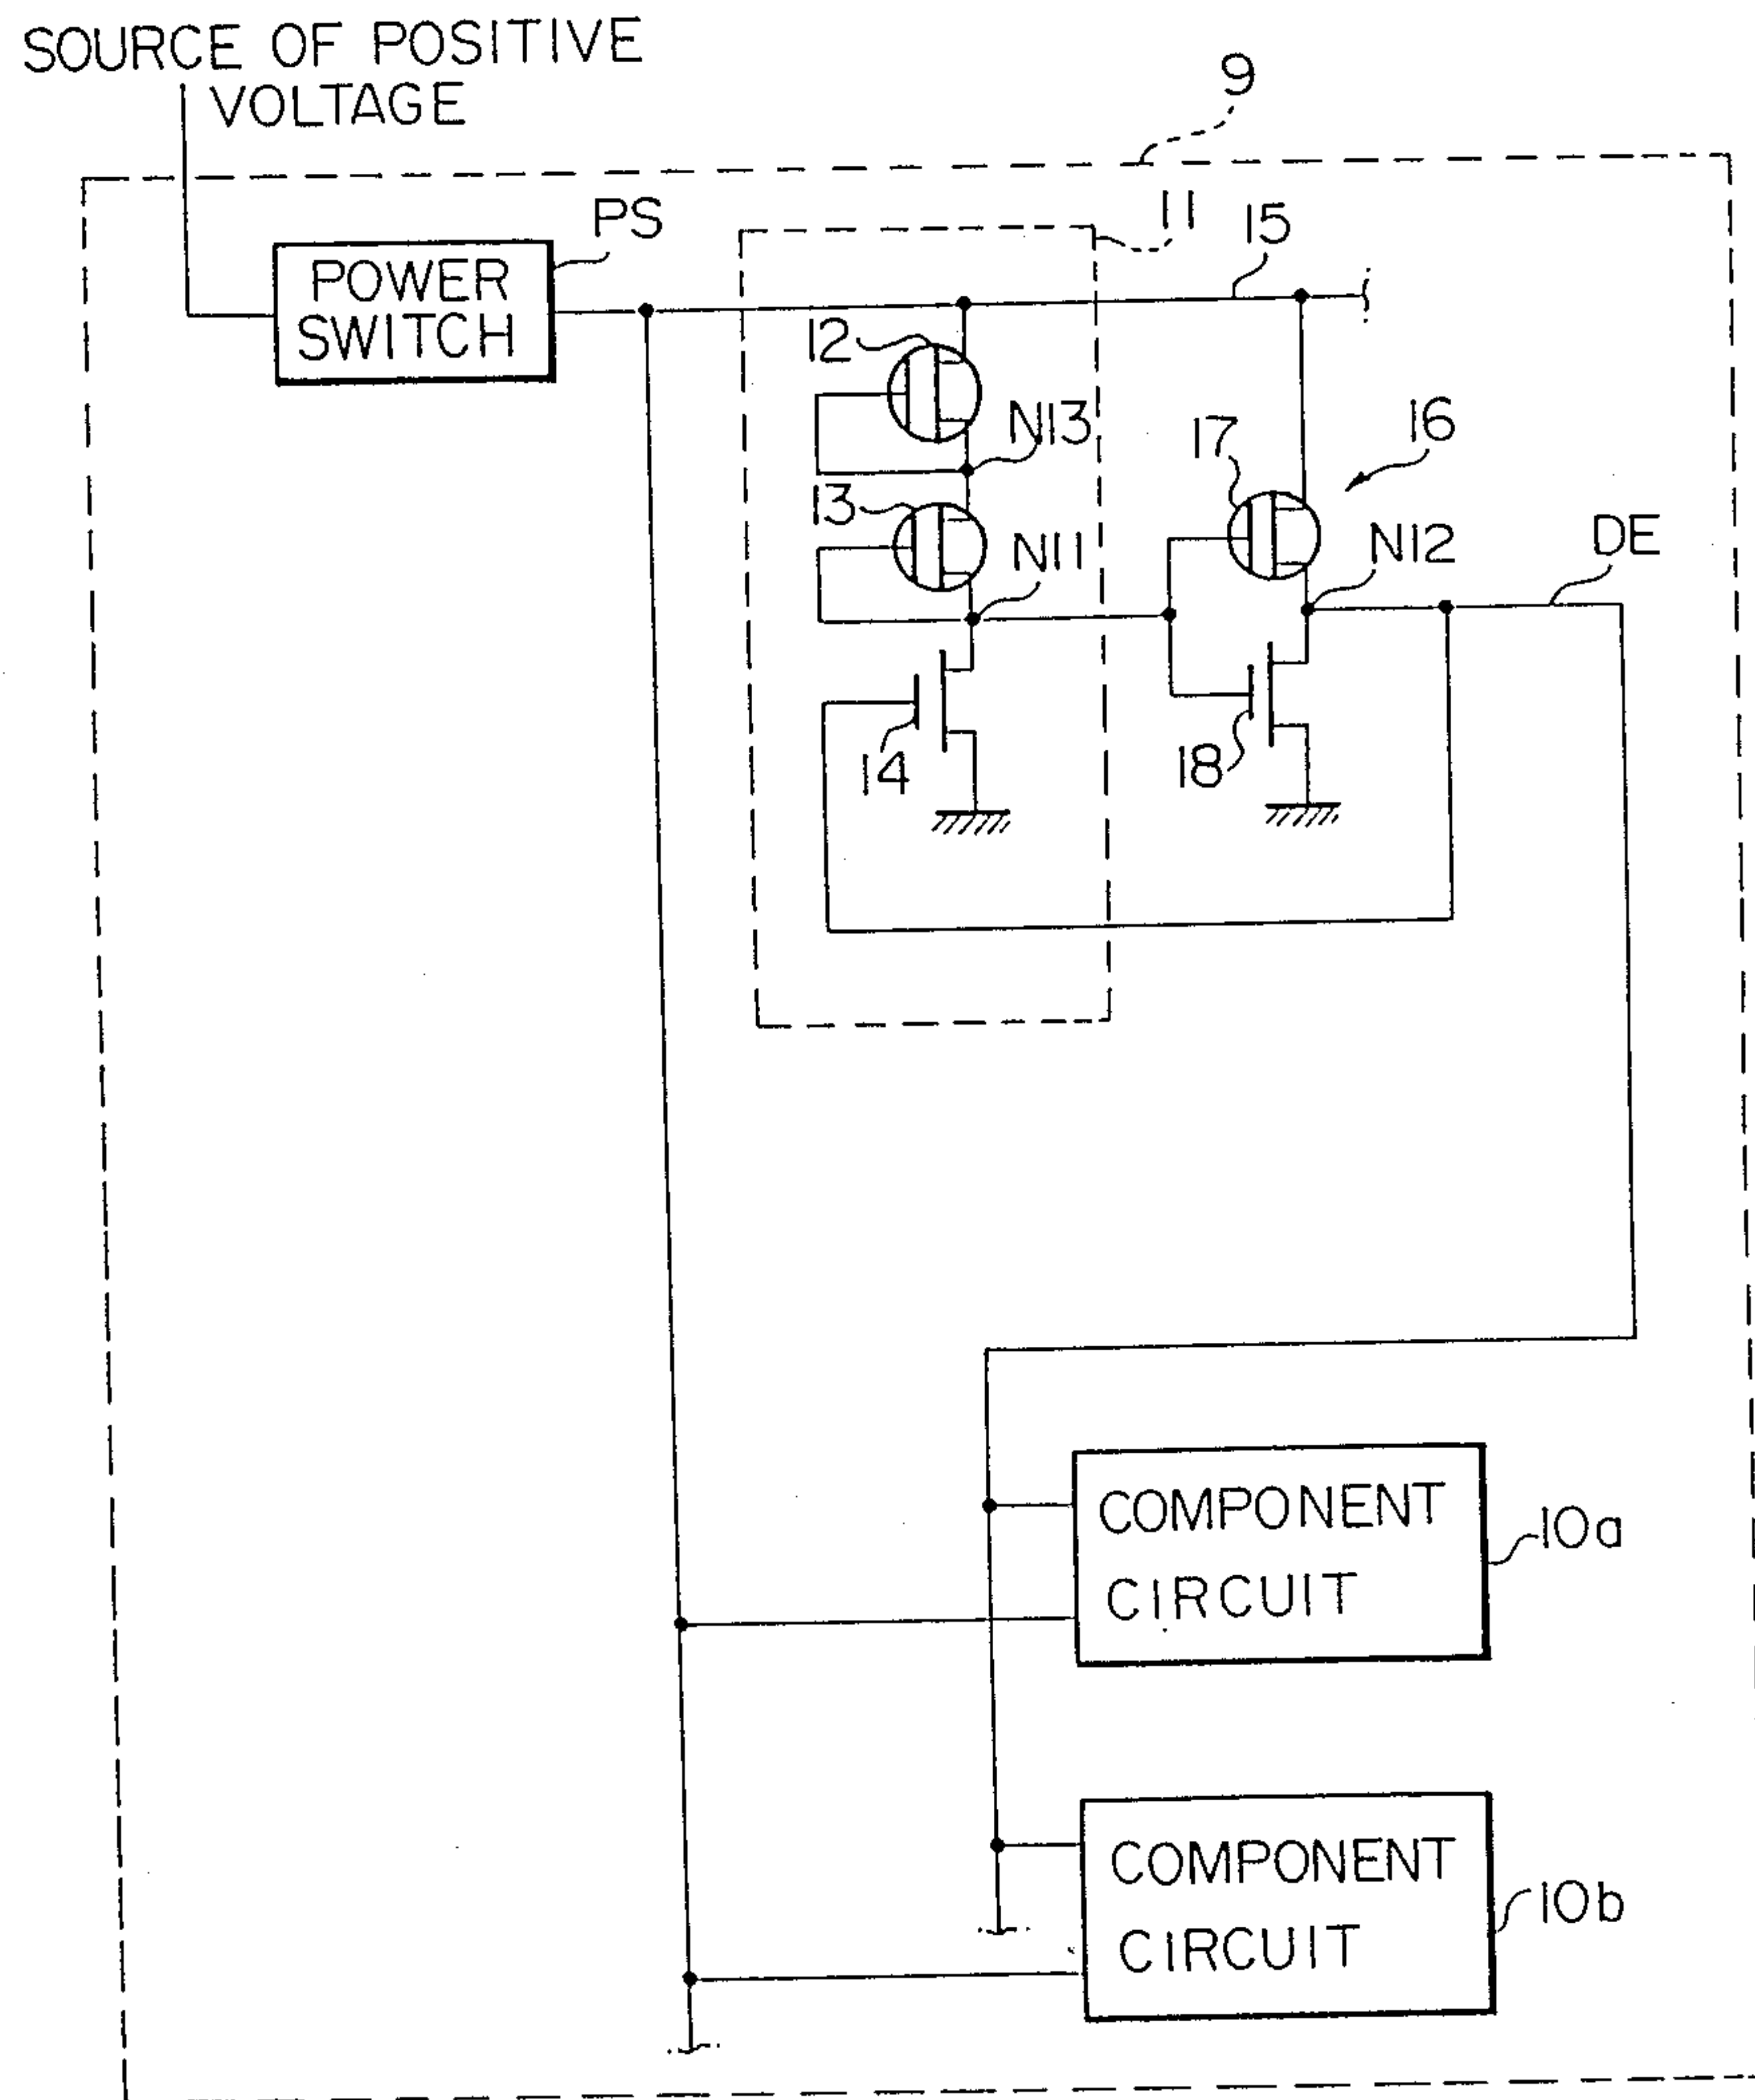 SOURCE OF POSITIVE
VOLTAGE
9
PS
11
15
POWER
SWITCH
12
N13
17
16
13
N11
N12
DE
14
18
COMPONENT
CIRCUIT
10a
COMPONENT
CIRCUIT
10b